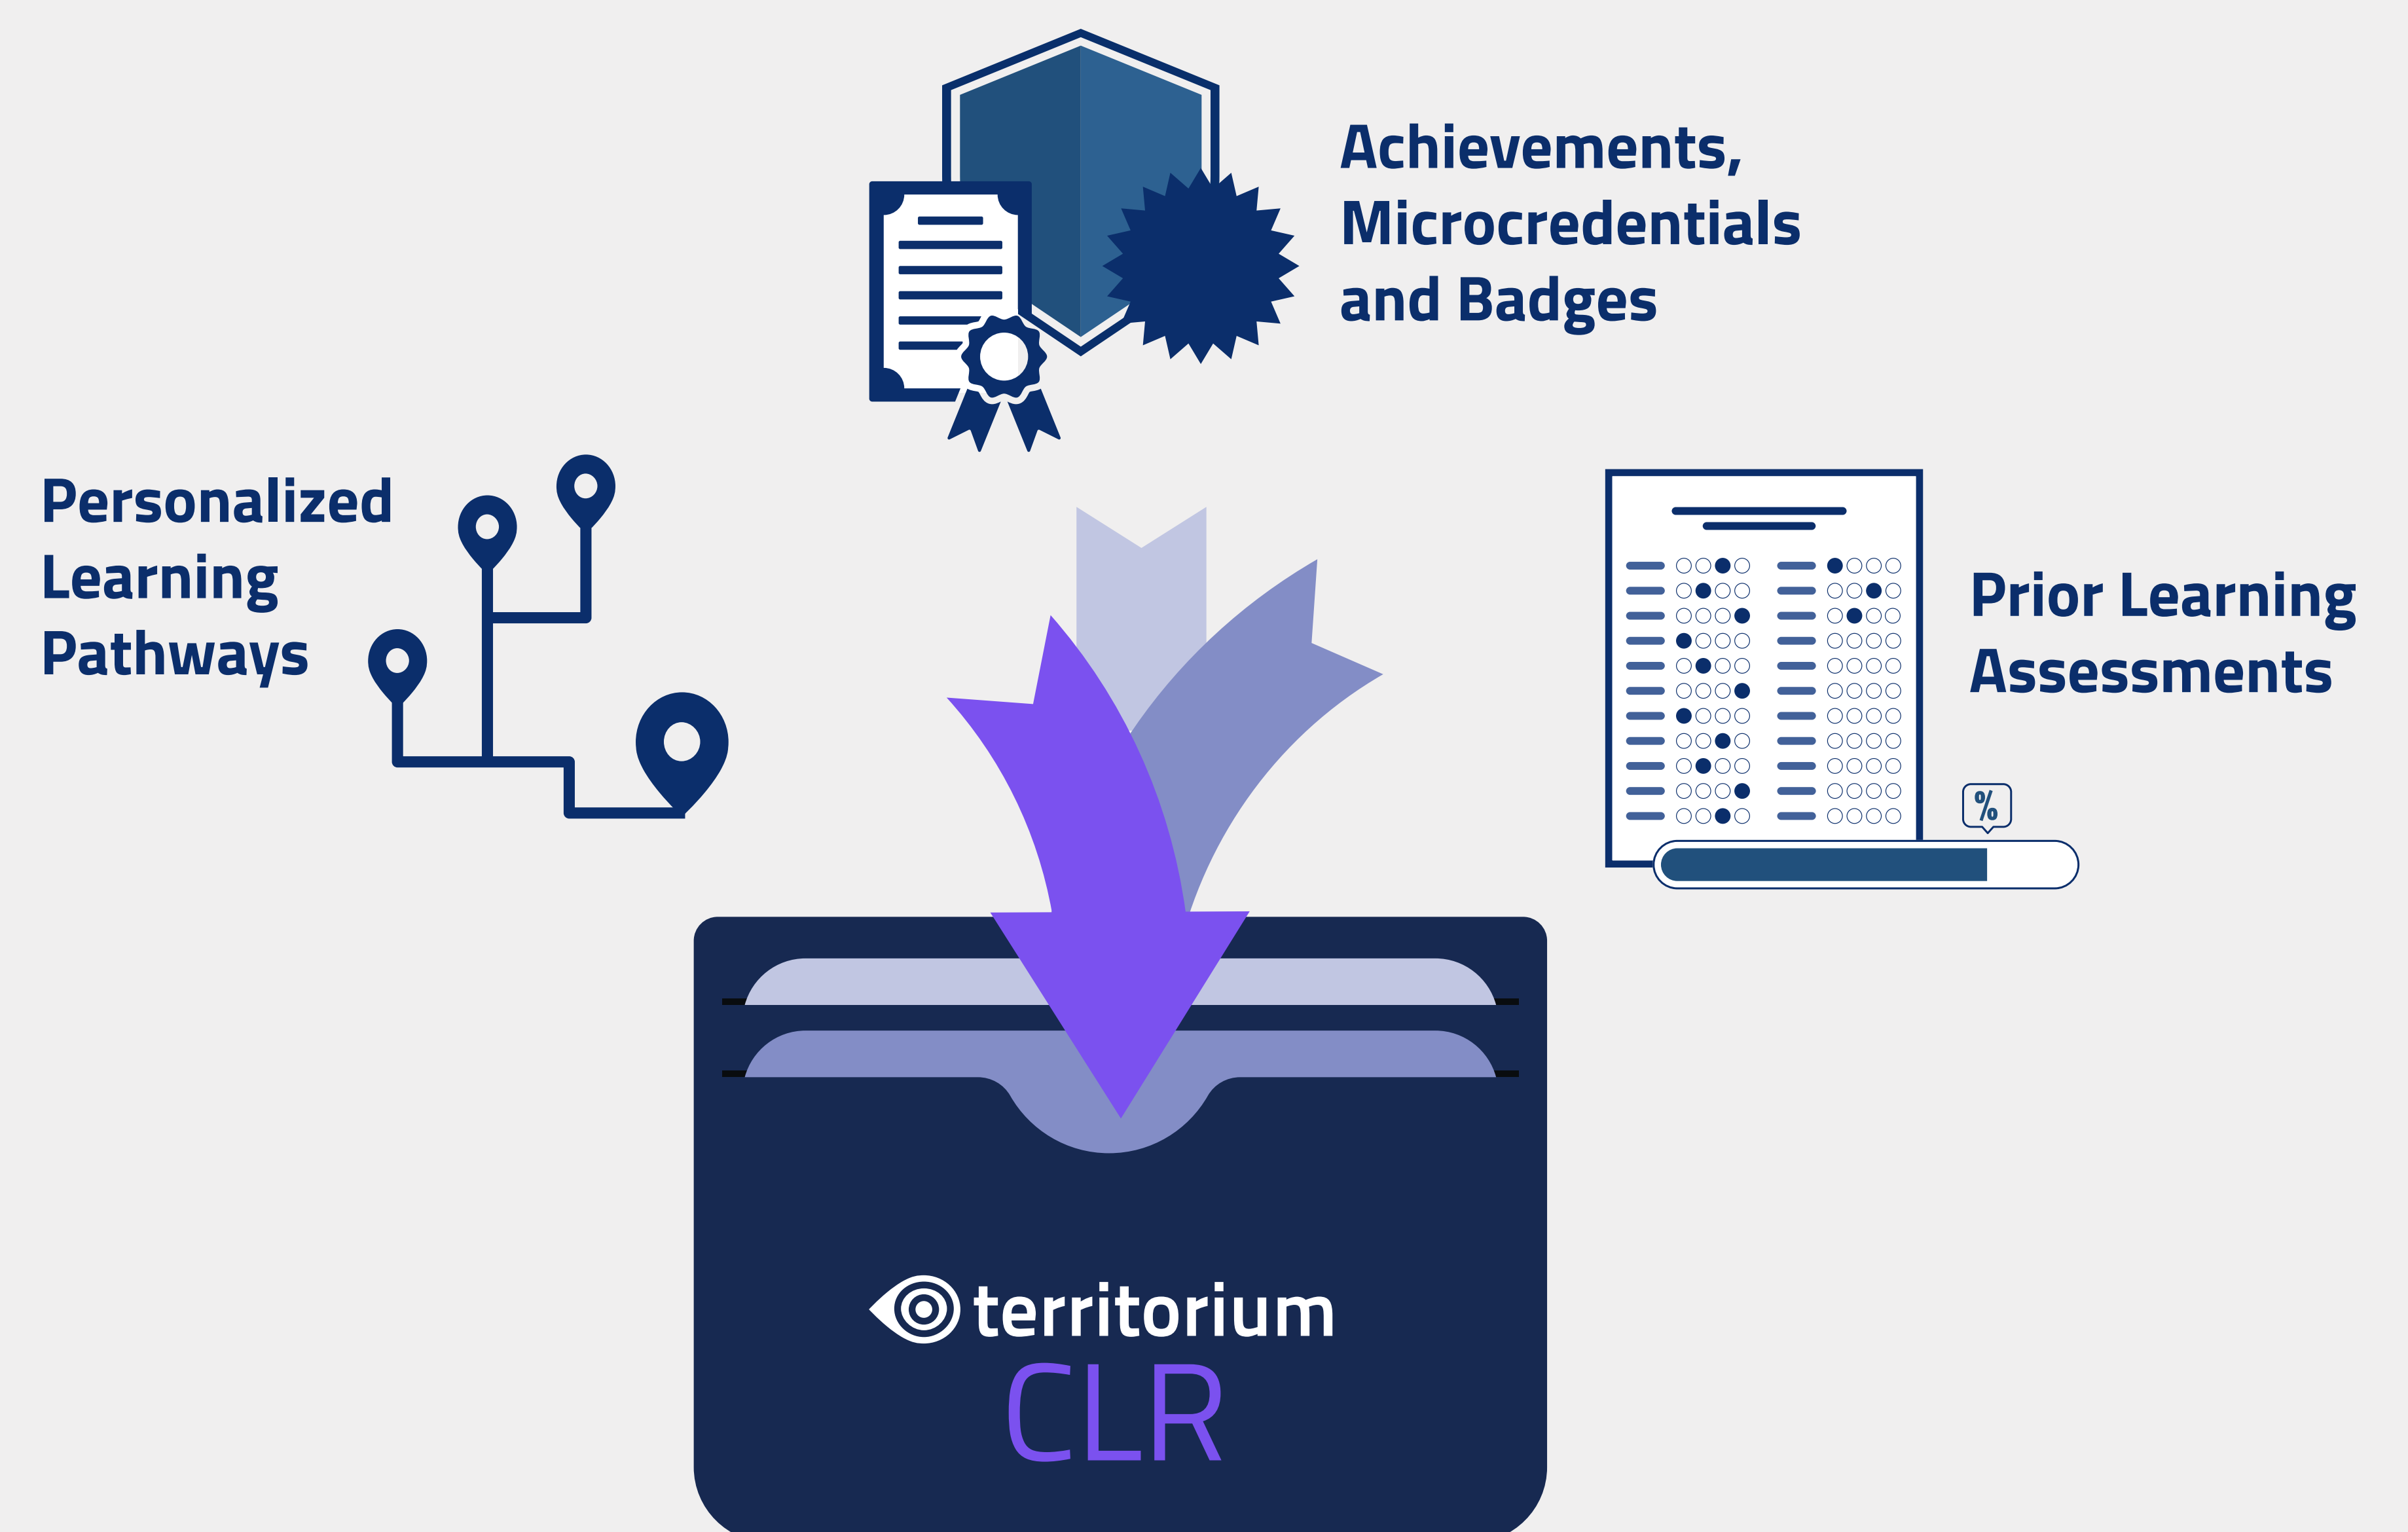 Achievements,
Microcredentials
and Badges
Personalized
Learning
Pathways
Prior Learning
Assessments
%
territorium
CLR